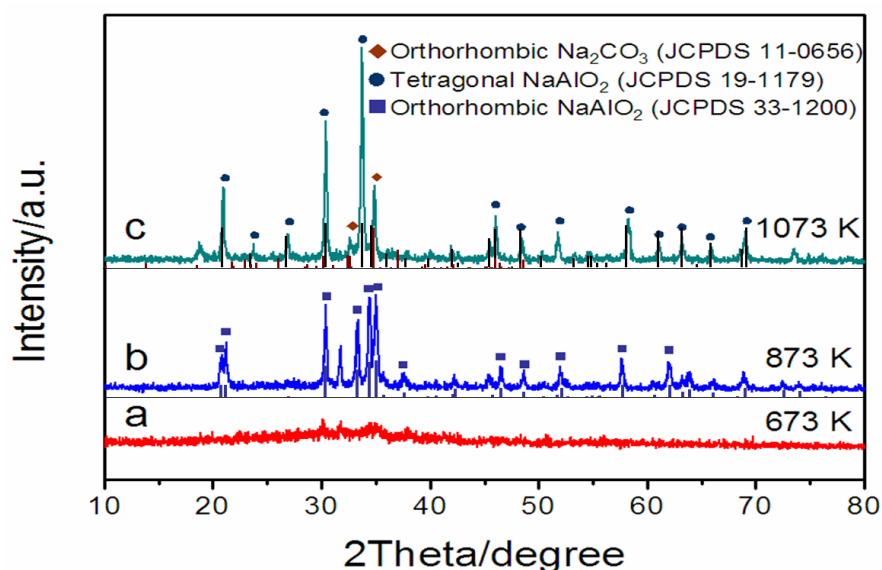 Orthorhombic Na₂CO₃ (JCPDS 11-0656)
Tetragonal NaAlO₂ (JCPDS 19-1179)
Orthorhombic NaAlO₂ (JCPDS 33-1200)
c
1073 K
b
873 K
a
673 K
Intensity/a.u.
10 20 30 40 50 60 70 80
2Theta/degree